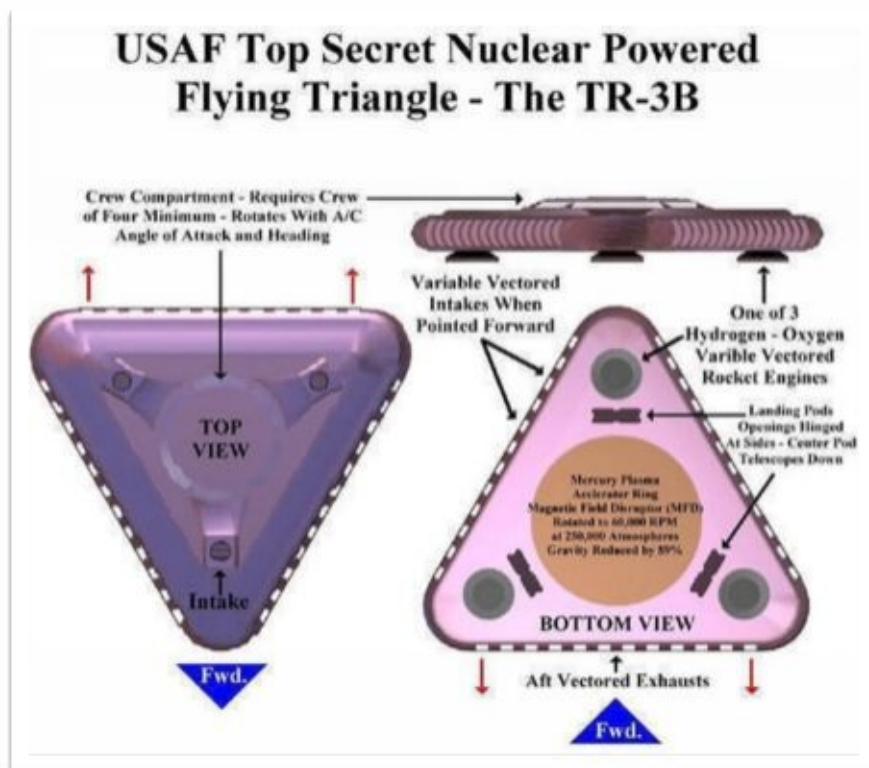 USAF Top Secret Nuclear Powered
Flying Triangle - The TR-3B
Crew Compartment - Requires Crew
of Four Minimum - Rotates With A/C
Angle of Attack and Heading
Variable Vectored
Intakes When
Pointed Forward
One of 3
Hydrogen - Oxygen
Varible Vectored
Rocket Engines
Landing Pods
Openings Hinged
At Sides - Center Pod
Telescopes Down
TOP
VIEW
Intake
Fwd.
Mercury Plasma
Accelrator Ring
Magnetic Field Disruptor (MFD)
Rotated to 60,000 RPM
at 250,000 Atmospheres
Gravity Reduced by 89%
BOTTOM VIEW
Aft Vectored Exhausts
Fwd.